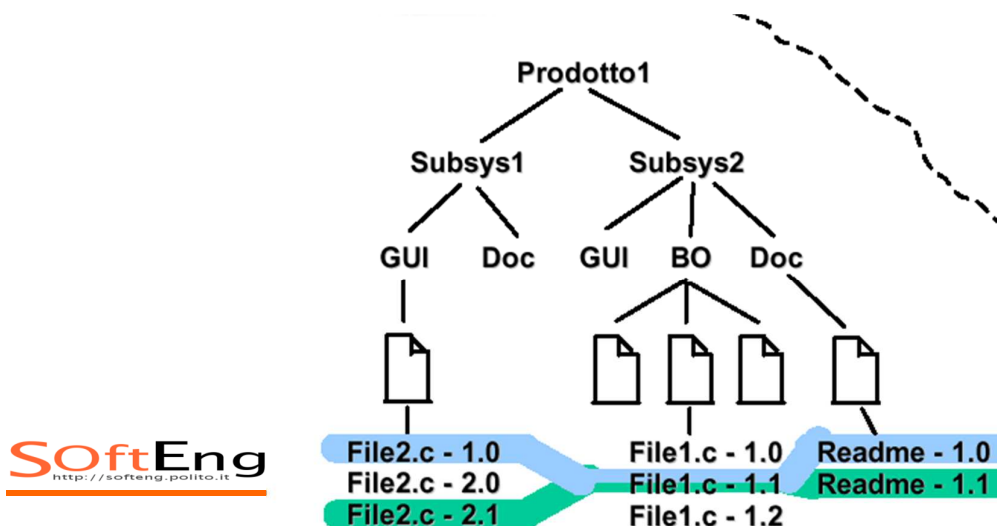 Prodotto1
Subsys1 Subsys2
GUI Doc GUI BO Doc
SOftEng
http://softeng.polito.it
File2.c - 1.0 File1.c - 1.0 Readme - 1.0
File2.c - 2.0 File1.c - 1.1 Readme - 1.1
File2.c - 2.1 File1.c - 1.2